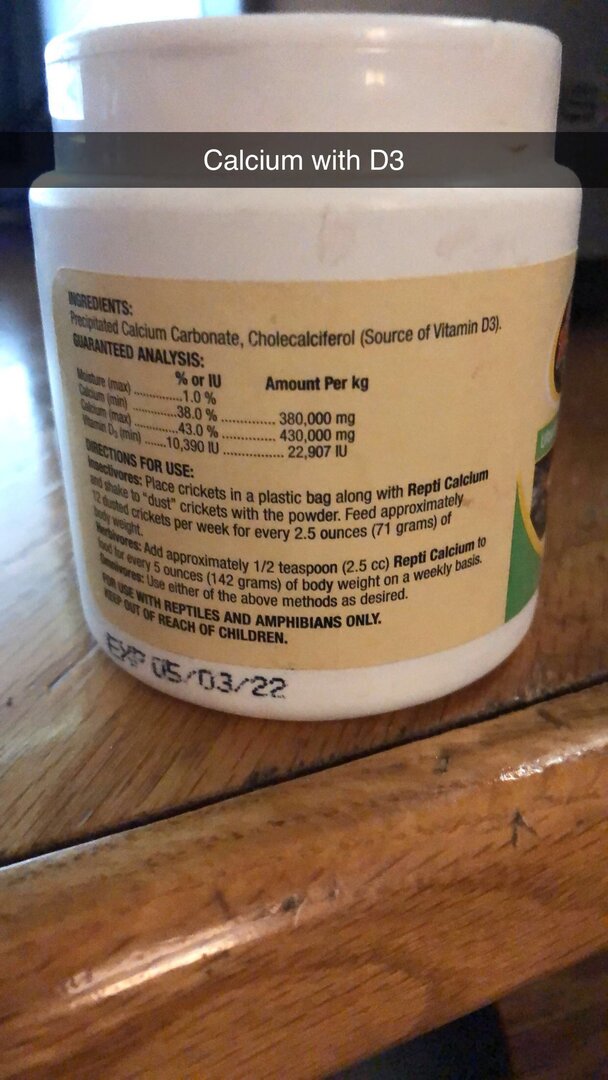 Calcium with D3
INGREDIENTS:
Precipitated Calcium Carbonate, Cholecalciferol (Source of Vitamin D3).
GUARANTEED ANALYSIS:
% or IU Amount Per kg
Moisture (max) ..............1.0 %
Calcium (min) ............38.0 % .............. 380,000 mg
Calcium (max) ............43.0 % .............. 430,000 mg
Vitamin D₃ (min) ......10,390 IU ................ 22,907 IU
DIRECTIONS FOR USE:
Insectivores: Place crickets in a plastic bag along with Repti Calcium
and shake to "dust" crickets with the powder. Feed approximately
12 dusted crickets per week for every 2.5 ounces (71 grams) of
body weight.
Herbivores: Add approximately 1/2 teaspoon (2.5 cc) Repti Calcium to
food for every 5 ounces (142 grams) of body weight on a weekly basis.
Omnivores: Use either of the above methods as desired.
FOR USE WITH REPTILES AND AMPHIBIANS ONLY.
KEEP OUT OF REACH OF CHILDREN.
EXP 05/03/22